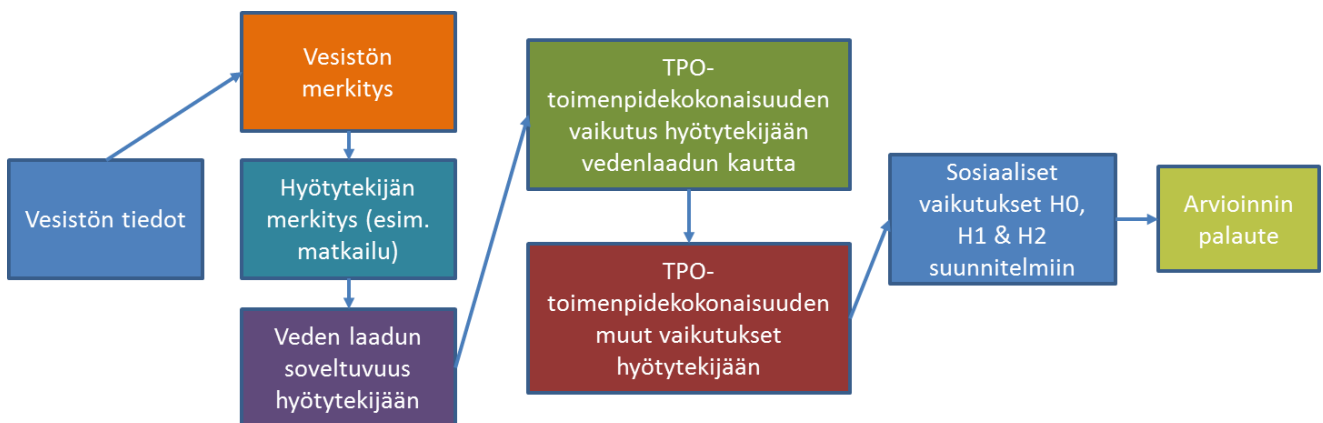 Vesistön tiedot
Vesistön
merkitys
Hyötytekijän
merkitys (esim.
matkailu)
Veden laadun
soveltuvuus
hyötytekijään
TPO-
toimenpidekokonaisuuden
vaikutus hyötytekijään
vedenlaadun kautta
TPO-
toimenpidekokonaisuuden
muut vaikutukset
hyötytekijään
Sosiaaliset
vaikutukset H0,
H1 & H2
suunnitelmiin
Arvioinnin
palaute